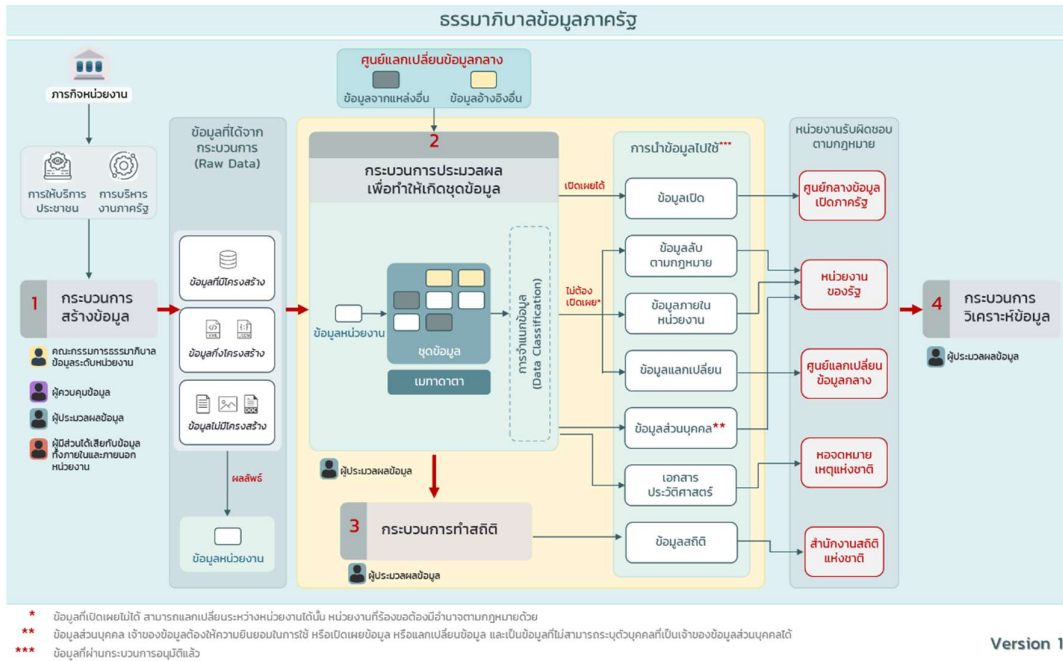 ธรรมาภิบาลข้อมูลภาครัฐ
ภารกิจหน่วยงาน
การให้บริการ
ประชาชน
การบริหาร
งานภาครัฐ
1
กระบวนการ
สร้างข้อมูล
คณะกรรมการธรรมาภิบาล
ข้อมูลระดับหน่วยงาน
ผู้ควบคุมข้อมูล
ผู้ประมวลผลข้อมูล
ผู้มีส่วนได้เสียกับข้อมูล
ทั้งภายในและภายนอก
หน่วยงาน
ข้อมูลที่ได้จาก
กระบวนการ
(Raw Data)
ข้อมูลที่มีโครงสร้าง
ข้อมูลกึ่งโครงสร้าง
DOC
ข้อมูลไม่มีโครงสร้าง
ผลลัพธ์
ข้อมูลหน่วยงาน
ศูนย์แลกเปลี่ยนข้อมูลกลาง
ข้อมูลจากแหล่งอื่น
ข้อมูลอ้างอิงอื่น
2
กระบวนการประมวลผล
เพื่อทำให้เกิดชุดข้อมูล
ข้อมูลหน่วยงาน
ชุดข้อมูล
เมทาดาตา
การจำแนกข้อมูล
(Data Classification)
ผู้ประมวลผลข้อมูล
3
กระบวนการทำสถิติ
ผู้ประมวลผลข้อมูล
เปิดเผยได้
ไม่ต้อง
เปิดเผย*
การนำข้อมูลไปใช้***
ข้อมูลเปิด
ข้อมูลลับ
ตามกฎหมาย
ข้อมูลภายใน
หน่วยงาน
ข้อมูลแลกเปลี่ยน
ข้อมูลส่วนบุคคล**
เอกสาร
ประวัติศาสตร์
ข้อมูลสถิติ
หน่วยงานรับผิดชอบ
ตามกฎหมาย
ศูนย์กลางข้อมูล
เปิดภาครัฐ
หน่วยงาน
ของรัฐ
ศูนย์แลกเปลี่ยน
ข้อมูลกลาง
หอจดหมาย
เหตุแห่งชาติ
สำนักงานสถิติ
แห่งชาติ
4
กระบวนการ
วิเคราะห์ข้อมูล
ผู้ประมวลผลข้อมูล
* ข้อมูลที่เปิดเผยไม่ได้ สามารถแลกเปลี่ยนระหว่างหน่วยงานได้นั้น หน่วยงานที่ร้องขอต้องมีอำนาจตามกฎหมายด้วย
** ข้อมูลส่วนบุคคล เจ้าของข้อมูลต้องให้ความยินยอมในการใช้ หรือเปิดเผยข้อมูล หรือแลกเปลี่ยนข้อมูล และเป็นข้อมูลที่ไม่สามารถระบุตัวบุคคลที่เป็นเจ้าของข้อมูลส่วนบุคคลได้
*** ข้อมูลที่ผ่านกระบวนการอนุมัติแล้ว
Version 1